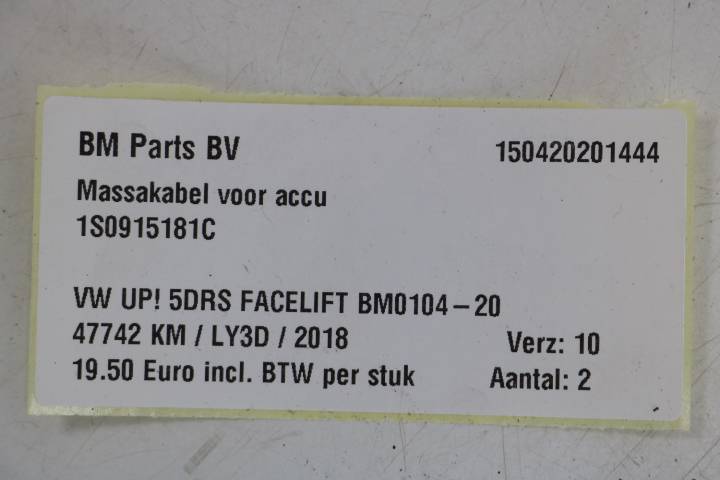 BM Parts BV 150420201444
Massakabel voor accu
1S0915181C
VW UP! 5DRS FACELIFT BM0104-20
47742 KM / LY3D / 2018 Verz: 10
19.50 Euro incl. BTW per stuk Aantal: 2